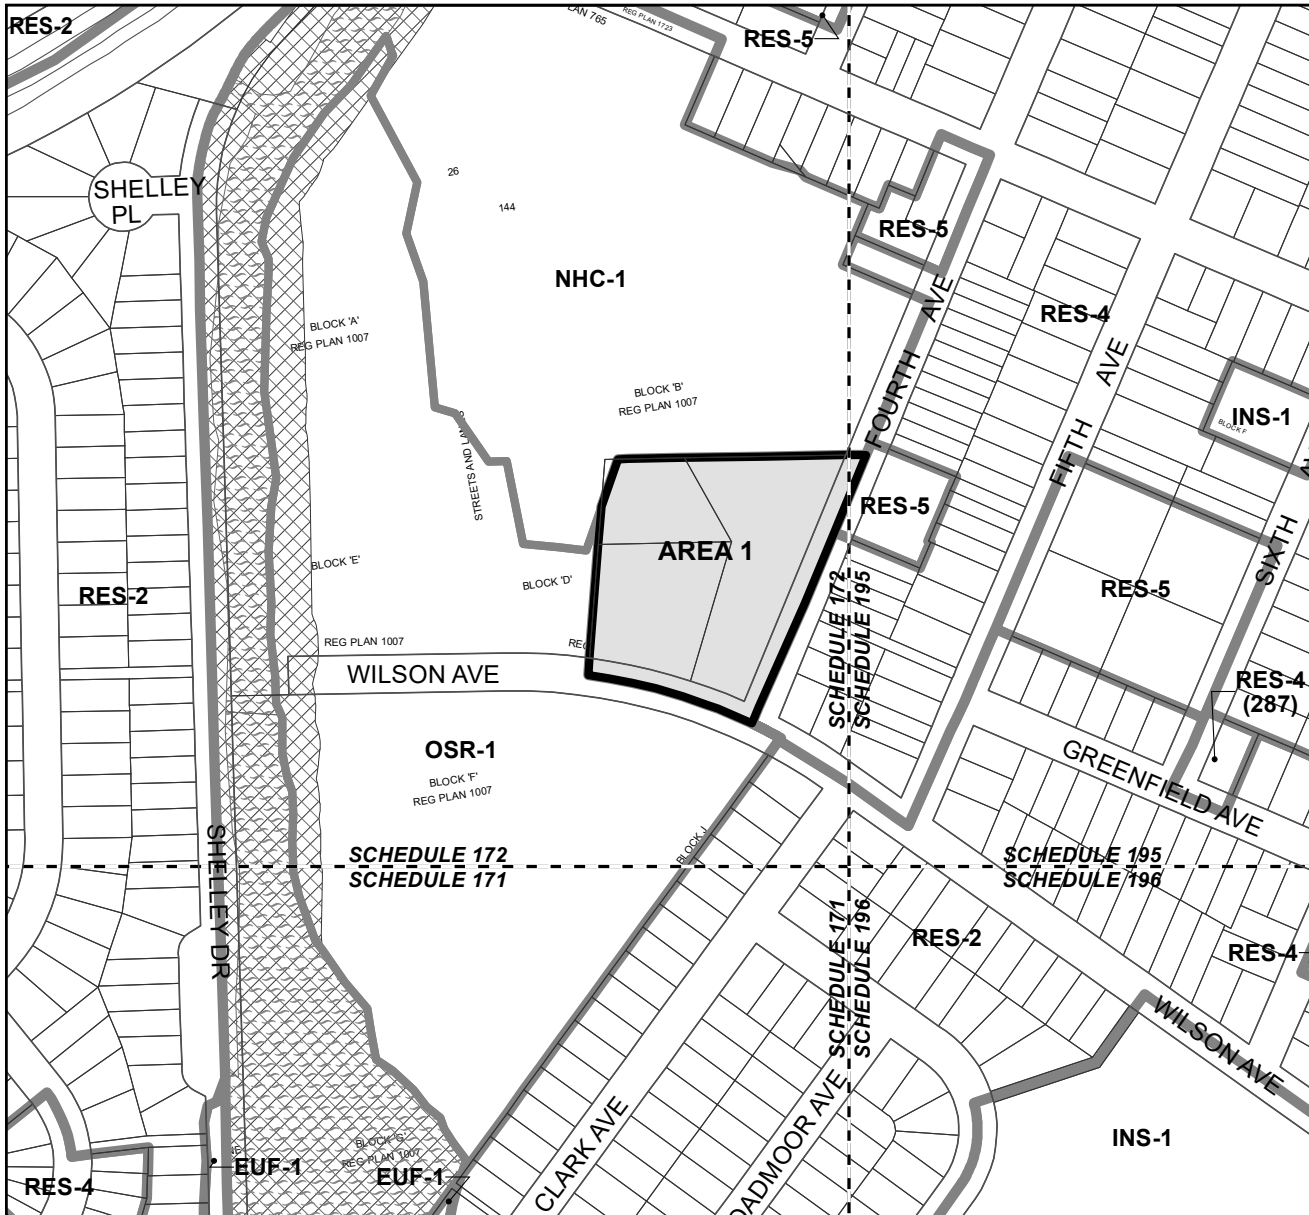 RES-2
PLAN 765
REG PLAN 1723
RES-5
SHELLEY
PL
26
144
RES-5
NHC-1
FOURTH AVE
RES-4
BLOCK 'A'
REG PLAN 1007
FIFTH AVE
BLOCK 'B'
REG PLAN 1007
INS-1
BLOCK F
STREETS AND LANES
RES-5
AREA 1
SIXTH
BLOCK 'E'
BLOCK 'D'
RES-2
RES-5
SCHEDULE 172
SCHEDULE 195
REG PLAN 1007
REG
WILSON AVE
RES-4
(287)
OSR-1
BLOCK 'F'
REG PLAN 1007
GREENFIELD AVE
BLOCK J
SHELLEY DR
SCHEDULE 172
SCHEDULE 171
SCHEDULE 195
SCHEDULE 196
SCHEDULE 171
SCHEDULE 196
RES-2
RES-4
WILSON AVE
CLARK AVE
OADMOOR AVE
INS-1
BLOCK 'G'
REG PLAN 1007
EUF-1
EUF-1
RES-4